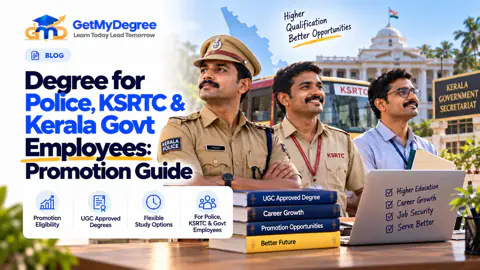 GetMyDegree
Learn Today Lead Tomorrow
BLOG
Degree for
Police, KSRTC &
Kerala Govt
Employees:
Promotion Guide
Promotion
Eligibility
UGC Approved
Degrees
Flexible
Study Options
For Police,
KSRTC & Govt
Employees
Higher
Qualification
Better Opportunities
KSRTC
KERALA
GOVERNMENT
SECRETARIAT
KERALA
POLICE
KSRTC
UGC Approved Degree
Career Growth
Promotion Opportunities
Better Future
Higher Education
Career Growth
Job Security
Serve Better